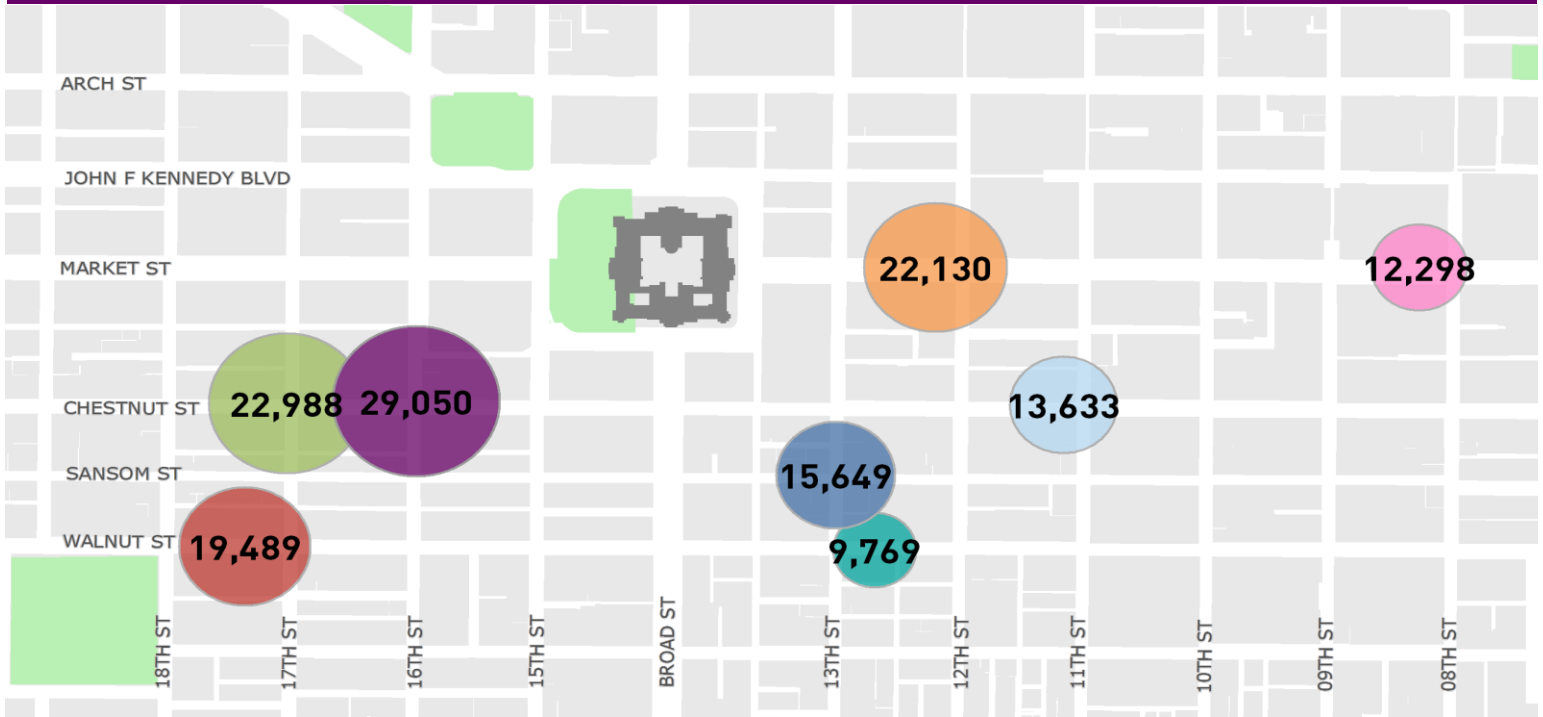 ARCH ST
JOHN F KENNEDY BLVD
MARKET ST
22,130
12,298
CHESTNUT ST
22,988
29,050
13,633
SANSOM ST
15,649
WALNUT ST
19,489
9,769
18TH ST
17TH ST
16TH ST
15TH ST
BROAD ST
13TH ST
12TH ST
11TH ST
10TH ST
09TH ST
08TH ST